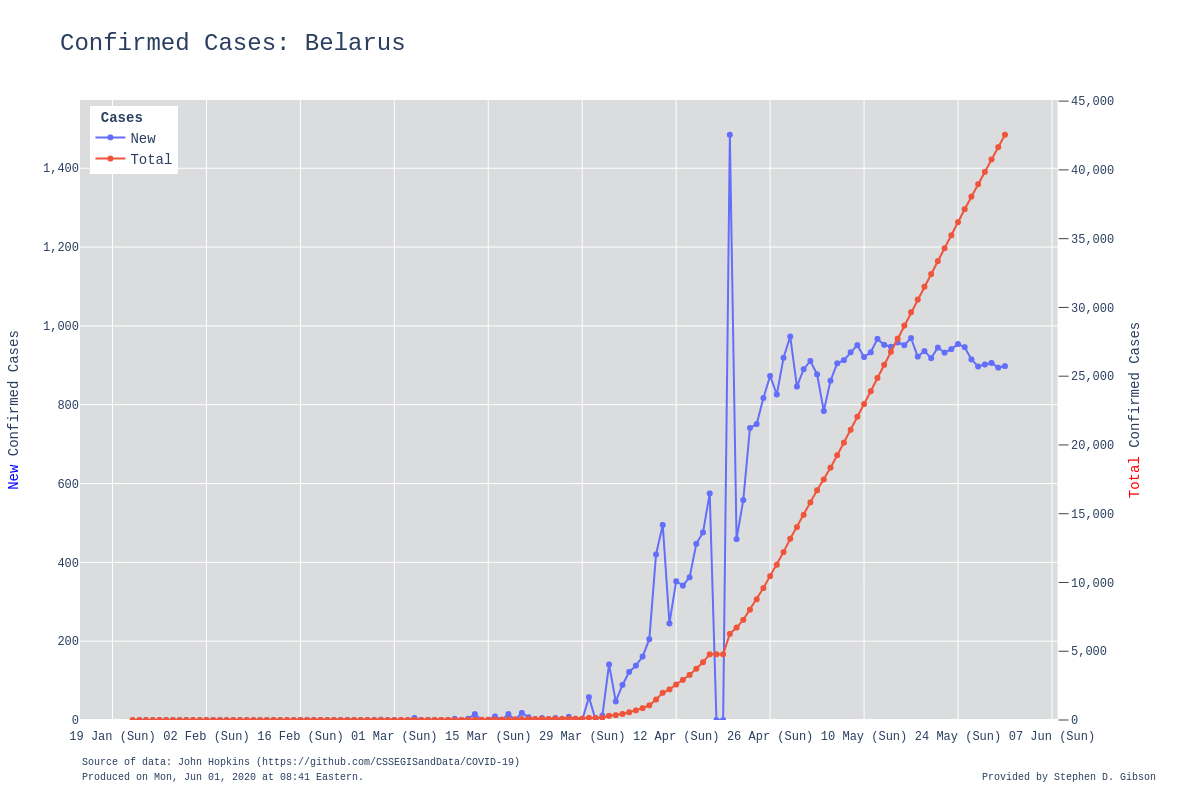 Confirmed Cases: Belarus
Cases
New
Total
1,400
1,200
1,000
800
600
400
200
0
45,000
40,000
35,000
30,000
25,000
20,000
15,000
10,000
5,000
0
New Confirmed Cases
Total Confirmed Cases
19 Jan (Sun) 02 Feb (Sun) 16 Feb (Sun) 01 Mar (Sun) 15 Mar (Sun) 29 Mar (Sun) 12 Apr (Sun) 26 Apr (Sun) 10 May (Sun) 24 May (Sun) 07 Jun (Sun)
Source of data: John Hopkins (https://github.com/CSSEGISandData/COVID-19)
Produced on Mon, Jun 01, 2020 at 08:41 Eastern.
Provided by Stephen D. Gibson